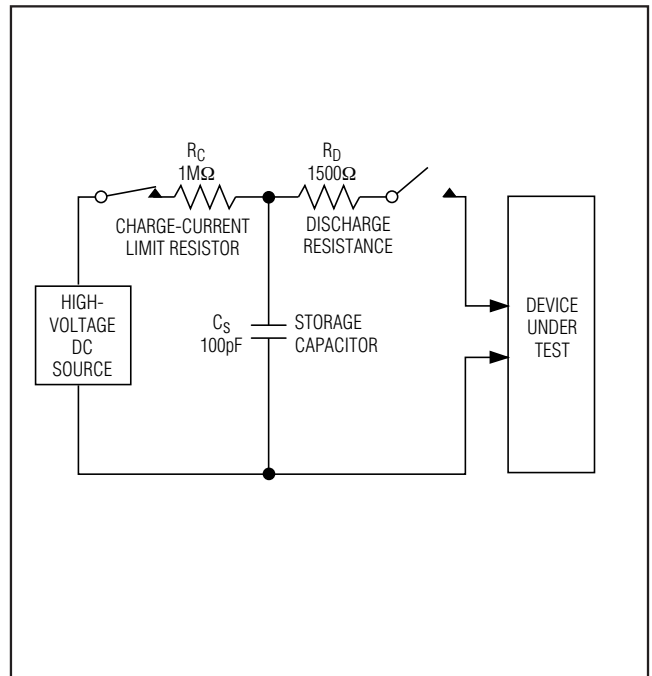 R_C
1MΩ
CHARGE-CURRENT
LIMIT RESISTOR
R_D
1500Ω
DISCHARGE
RESISTANCE
HIGH-
VOLTAGE
DC
SOURCE
C_S
100pF
STORAGE
CAPACITOR
DEVICE
UNDER
TEST